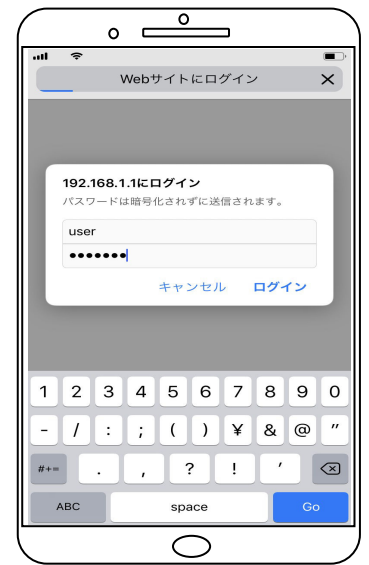 Webサイトにログイン
192.168.1.1にログイン
パスワードは暗号化されずに送信されます。
user
•••••••
キャンセル ログイン
1 2 3 4 5 6 7 8 9 0
- / : ; ( ) ¥ & @ "
#+= . , ? ! '
ABC space Go